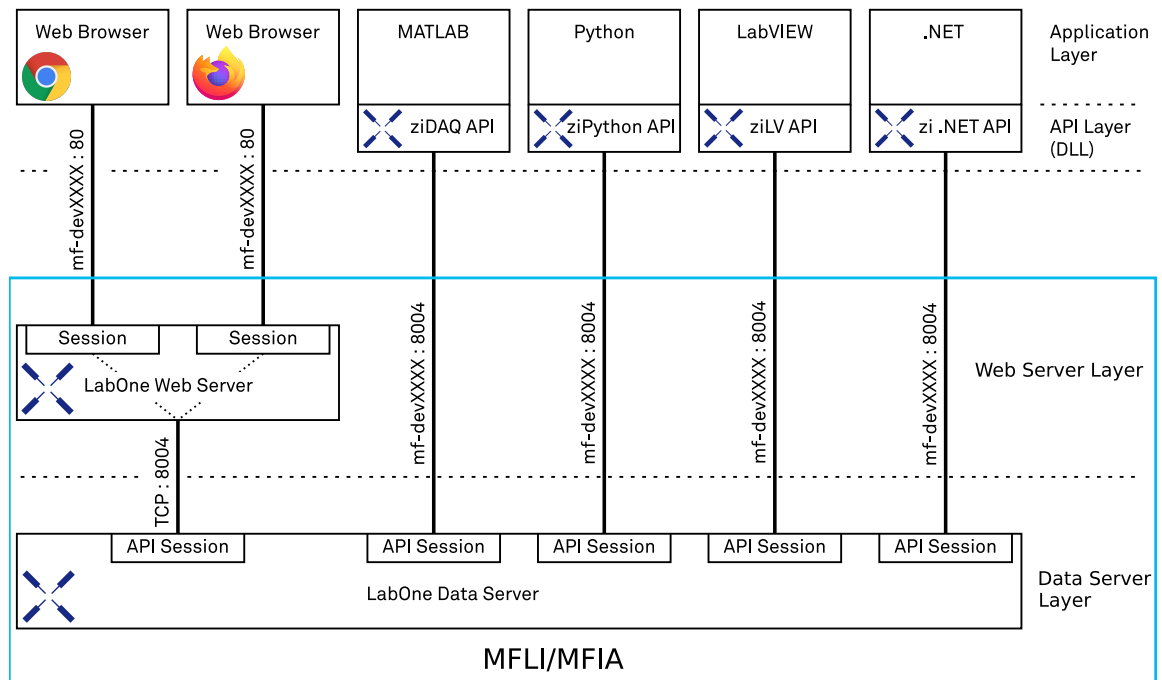 Web Browser
Web Browser
MATLAB
Python
LabVIEW
.NET
Application
Layer
ziDAQ API
ziPython API
ziLV API
zi .NET API
API Layer
(DLL)
mf-devXXXX : 80
mf-devXXXX : 80
mf-devXXXX : 8004
mf-devXXXX : 8004
mf-devXXXX : 8004
mf-devXXXX : 8004
Session
Session
LabOne Web Server
Web Server Layer
TCP : 8004
API Session
API Session
API Session
API Session
API Session
LabOne Data Server
Data Server
Layer
MFLI/MFIA